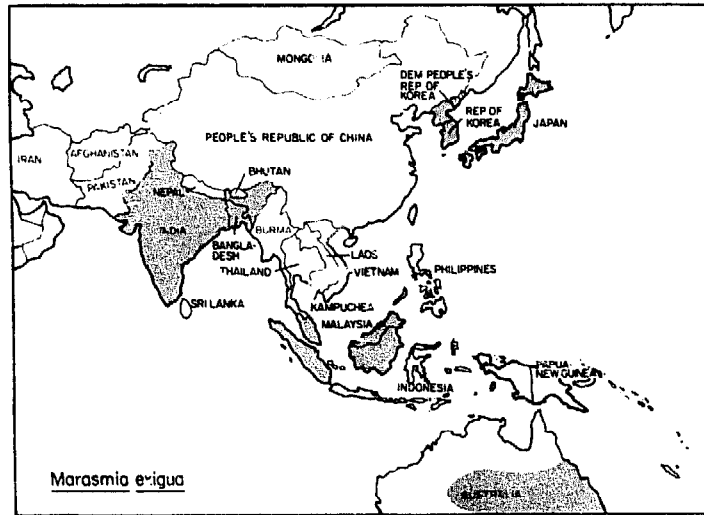 MONGOLIA
DEM PEOPLE'S
REP OF
KOREA
REP OF
KOREA
JAPAN
PEOPLE'S REPUBLIC OF CHINA
IRAN
AFGHANISTAN
PAKISTAN
NEPAL
BHUTAN
INDIA
BURMA
BANGLA-
DESH
LAOS
THAILAND
VIETNAM
PHILIPPINES
SRI LANKA
KAMPUCHEA
MALAYSIA
INDONESIA
PAPUA
NEW GUINEA
AUSTRALIA
Marasmia exigua